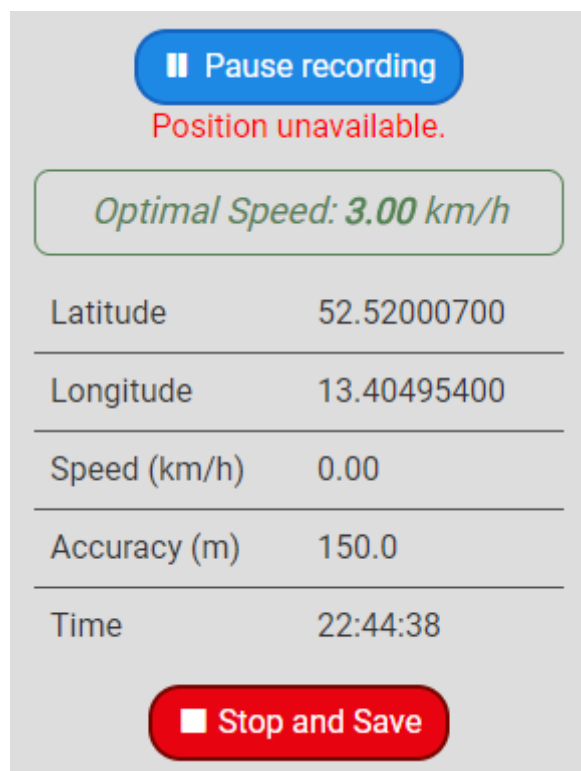 Pause recording
Position unavailable.
Optimal Speed: 3.00 km/h
Latitude 52.52000700
Longitude 13.40495400
Speed (km/h) 0.00
Accuracy (m) 150.0
Time 22:44:38
Stop and Save